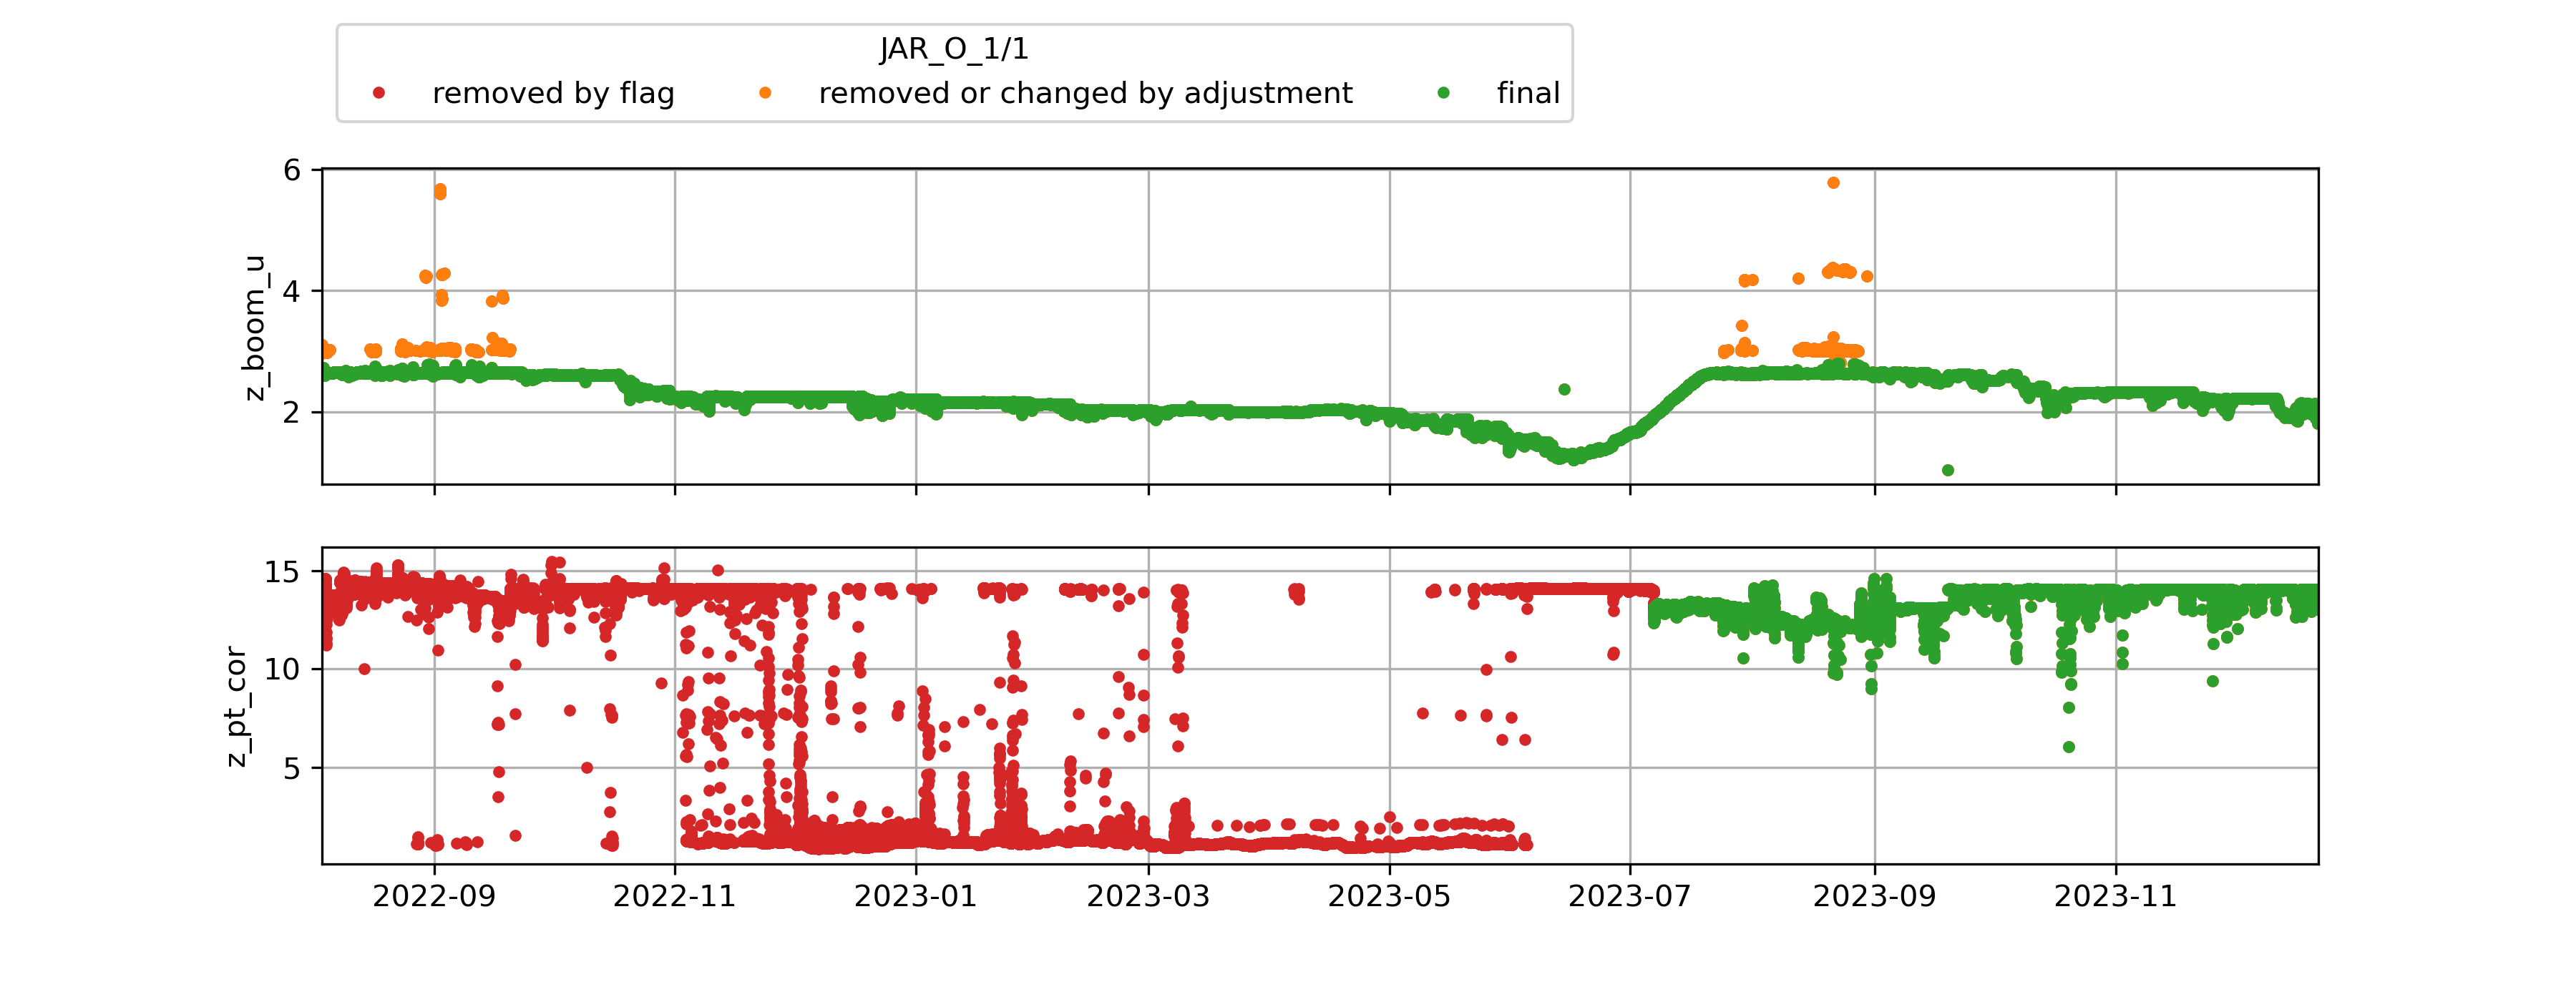 JAR_O_1/1
removed by flag removed or changed by adjustment final
6
4
2
z_boom_u
15
10
5
z_pt_cor
2022-09 2022-11 2023-01 2023-03 2023-05 2023-07 2023-09 2023-11